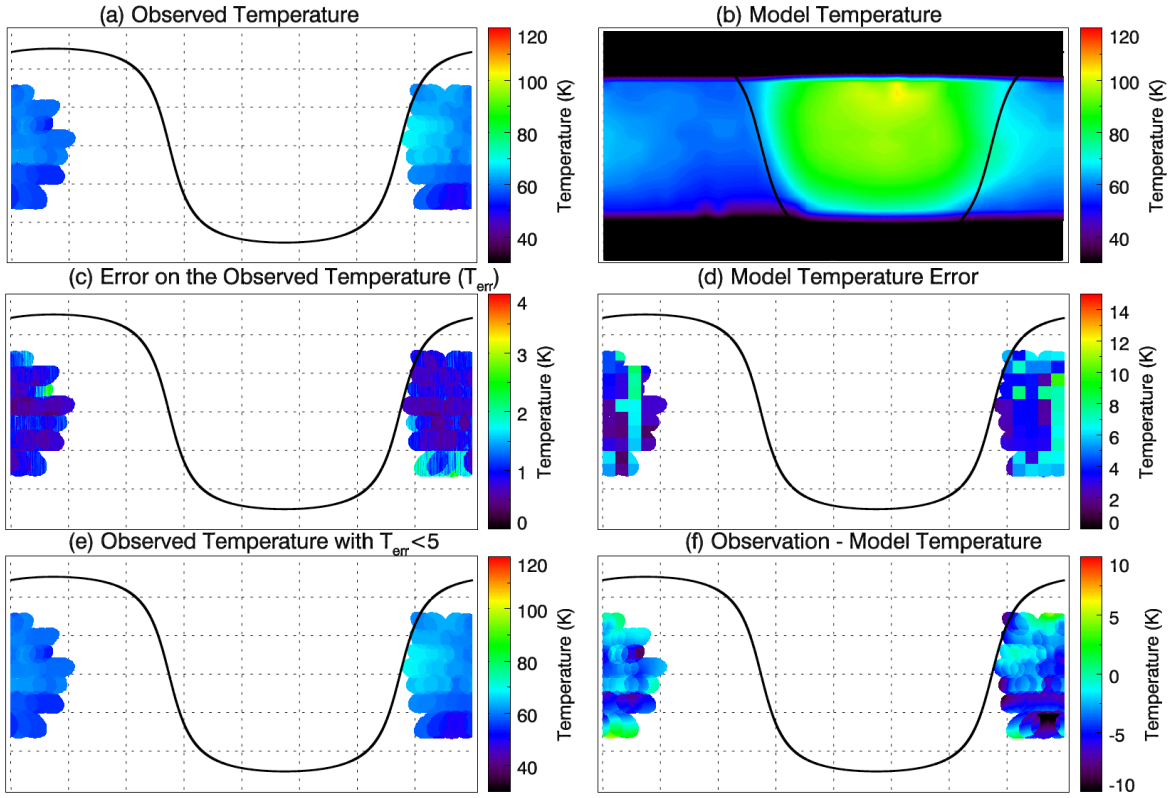 (a) Observed Temperature
120
100
80
60
40
Temperature (K)
(b) Model Temperature
120
100
80
60
40
Temperature (K)
(c) Error on the Observed Temperature (Terr)
4
3
2
1
0
Temperature (K)
(d) Model Temperature Error
14
12
10
8
6
4
2
0
Temperature (K)
(e) Observed Temperature with Terr<5
120
100
80
60
40
Temperature (K)
(f) Observation - Model Temperature
10
5
0
-5
-10
Temperature (K)